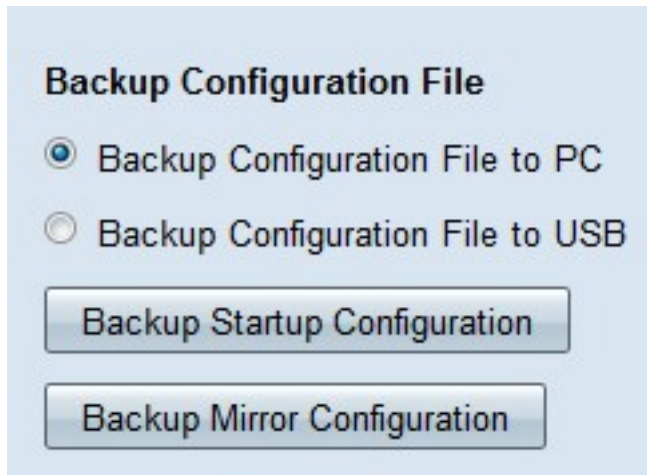 Backup Configuration File
Backup Configuration File to PC
Backup Configuration File to USB
Backup Startup Configuration
Backup Mirror Configuration